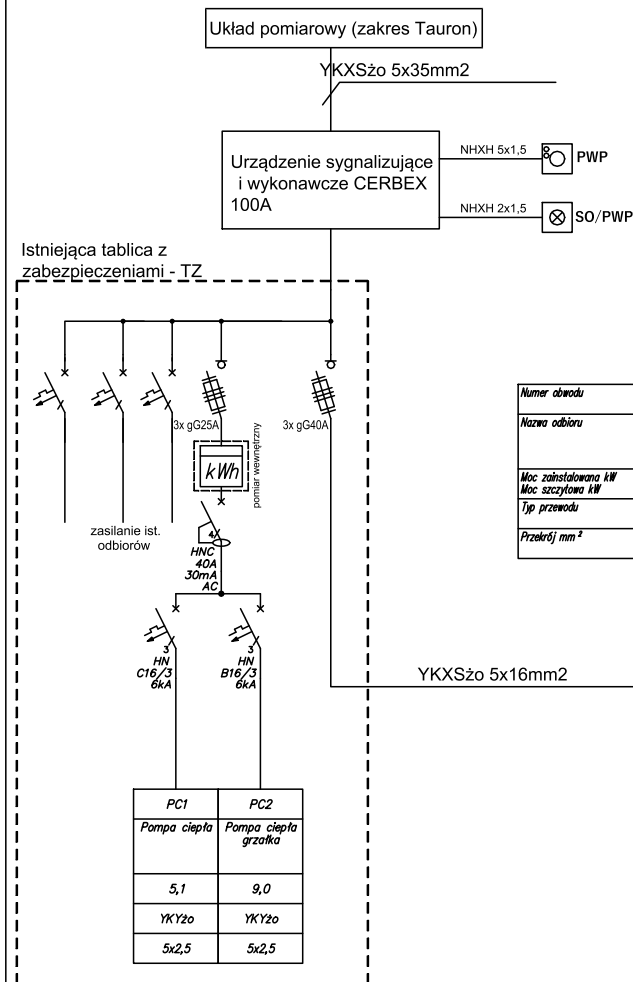 Układ pomiarowy (zakres Tauron)
YKXSżo 5x35mm2
Urządzenie sygnalizujące
i wykonawcze CERBEX
100A
NHXH 5x1,5
PWP
NHXH 2x1,5
SO/PWP
Istniejąca tablica z
zabezpieczeniami - TZ
3x gG25A
3x gG40A
kWh
pomiar wewnętrzny
zasilanie ist.
odbiorów
4
HNC
40A
30mA
AC
3
HN
C16/3
6kA
3
HN
B16/3
6kA
Numer obwodu
Nazwa odbioru
Moc zainstalowana kW
Moc szczytowa kW
Typ przewodu
Przekrój mm²
YKXSżo 5x16mm2
PC1 PC2
Pompa ciepła Pompa ciepła
grzałka
5,1 9,0
YKYżo YKYżo
5x2,5 5x2,5